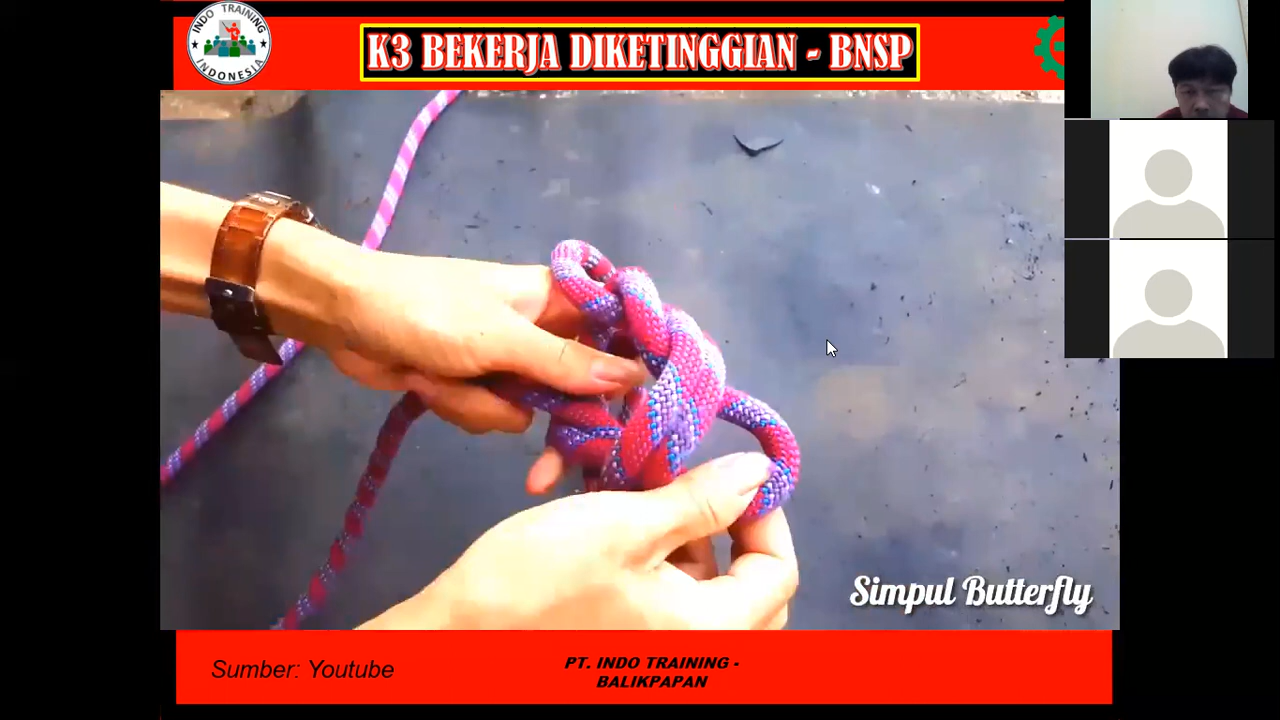 INDO TRAINING
INDONESIA
K3 BEKERJA DIKETINGGIAN - BNSP
Simpul Butterfly
Sumber: Youtube
PT. INDO TRAINING -
BALIKPAPAN